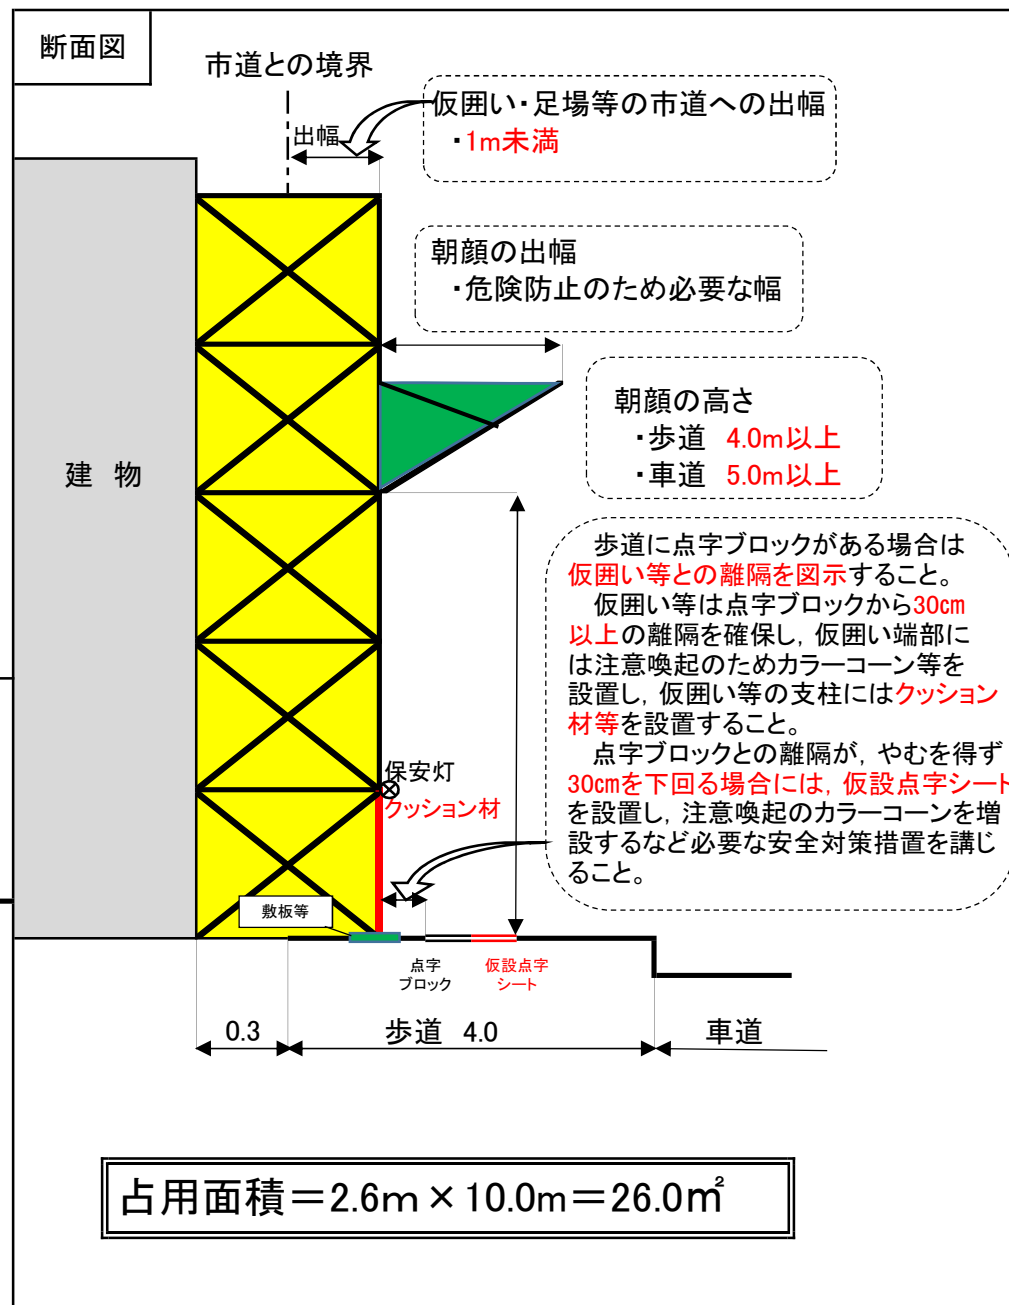 断面図
市道との境界
出幅
仮囲い・足場等の市道への出幅
・1m未満
朝顔の出幅
・危険防止のため必要な幅
朝顔の高さ
・歩道 4.0m以上
・車道 5.0m以上
建 物
歩道に点字ブロックがある場合は
仮囲い等との離隔を図示すること。
仮囲い等は点字ブロックから30㎝
以上の離隔を確保し，仮囲い端部に
は注意喚起のためカラーコーン等を
設置し，仮囲い等の支柱にはクッション
材等を設置すること。
点字ブロックとの離隔が，やむを得ず
30㎝を下回る場合には，仮設点字シート
を設置し，注意喚起のカラーコーンを増
設するなど必要な安全対策措置を講じ
ること。
保安灯
クッション材
敷板等
点字
ブロック
仮設点字
シート
0.3
歩道 4.0
車道
占用面積＝2.6ｍ×10.0ｍ＝26.0㎡